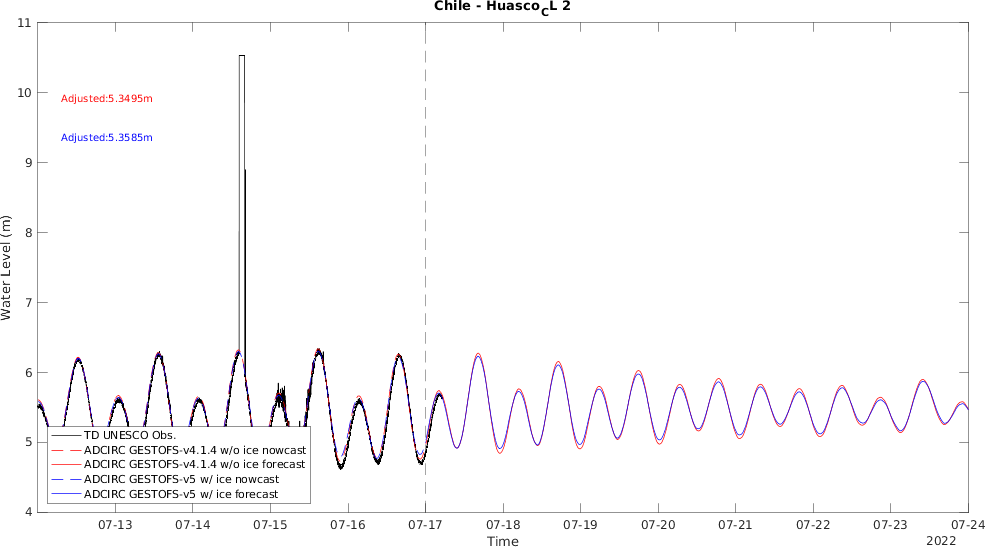 Chile - Huasco_CL 2
11
10
9
8
7
6
5
4
Water Level (m)
Adjusted:5.3495m
Adjusted:5.3585m
TD UNESCO Obs.
ADCIRC GESTOFS-v4.1.4 w/o ice nowcast
ADCIRC GESTOFS-v4.1.4 w/o ice forecast
ADCIRC GESTOFS-v5 w/ ice nowcast
ADCIRC GESTOFS-v5 w/ ice forecast
07-13 07-14 07-15 07-16 07-17 07-18 07-19 07-20 07-21 07-22 07-23 07-24
Time
2022